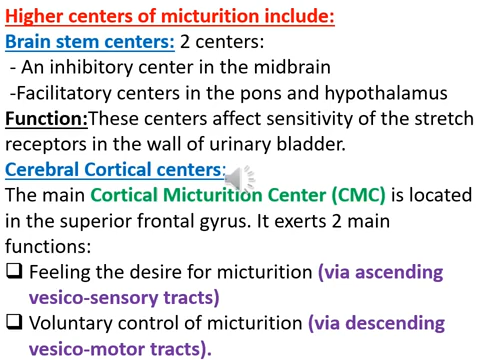 Higher centers of micturition include:
Brain stem centers: 2 centers:
- An inhibitory center in the midbrain
-Facilitatory centers in the pons and hypothalamus
Function:These centers affect sensitivity of the stretch
receptors in the wall of urinary bladder.
Cerebral Cortical centers:
The main Cortical Micturition Center (CMC) is located
in the superior frontal gyrus. It exerts 2 main
functions:
❑ Feeling the desire for micturition (via ascending
vesico-sensory tracts)
❑ Voluntary control of micturition (via descending
vesico-motor tracts).